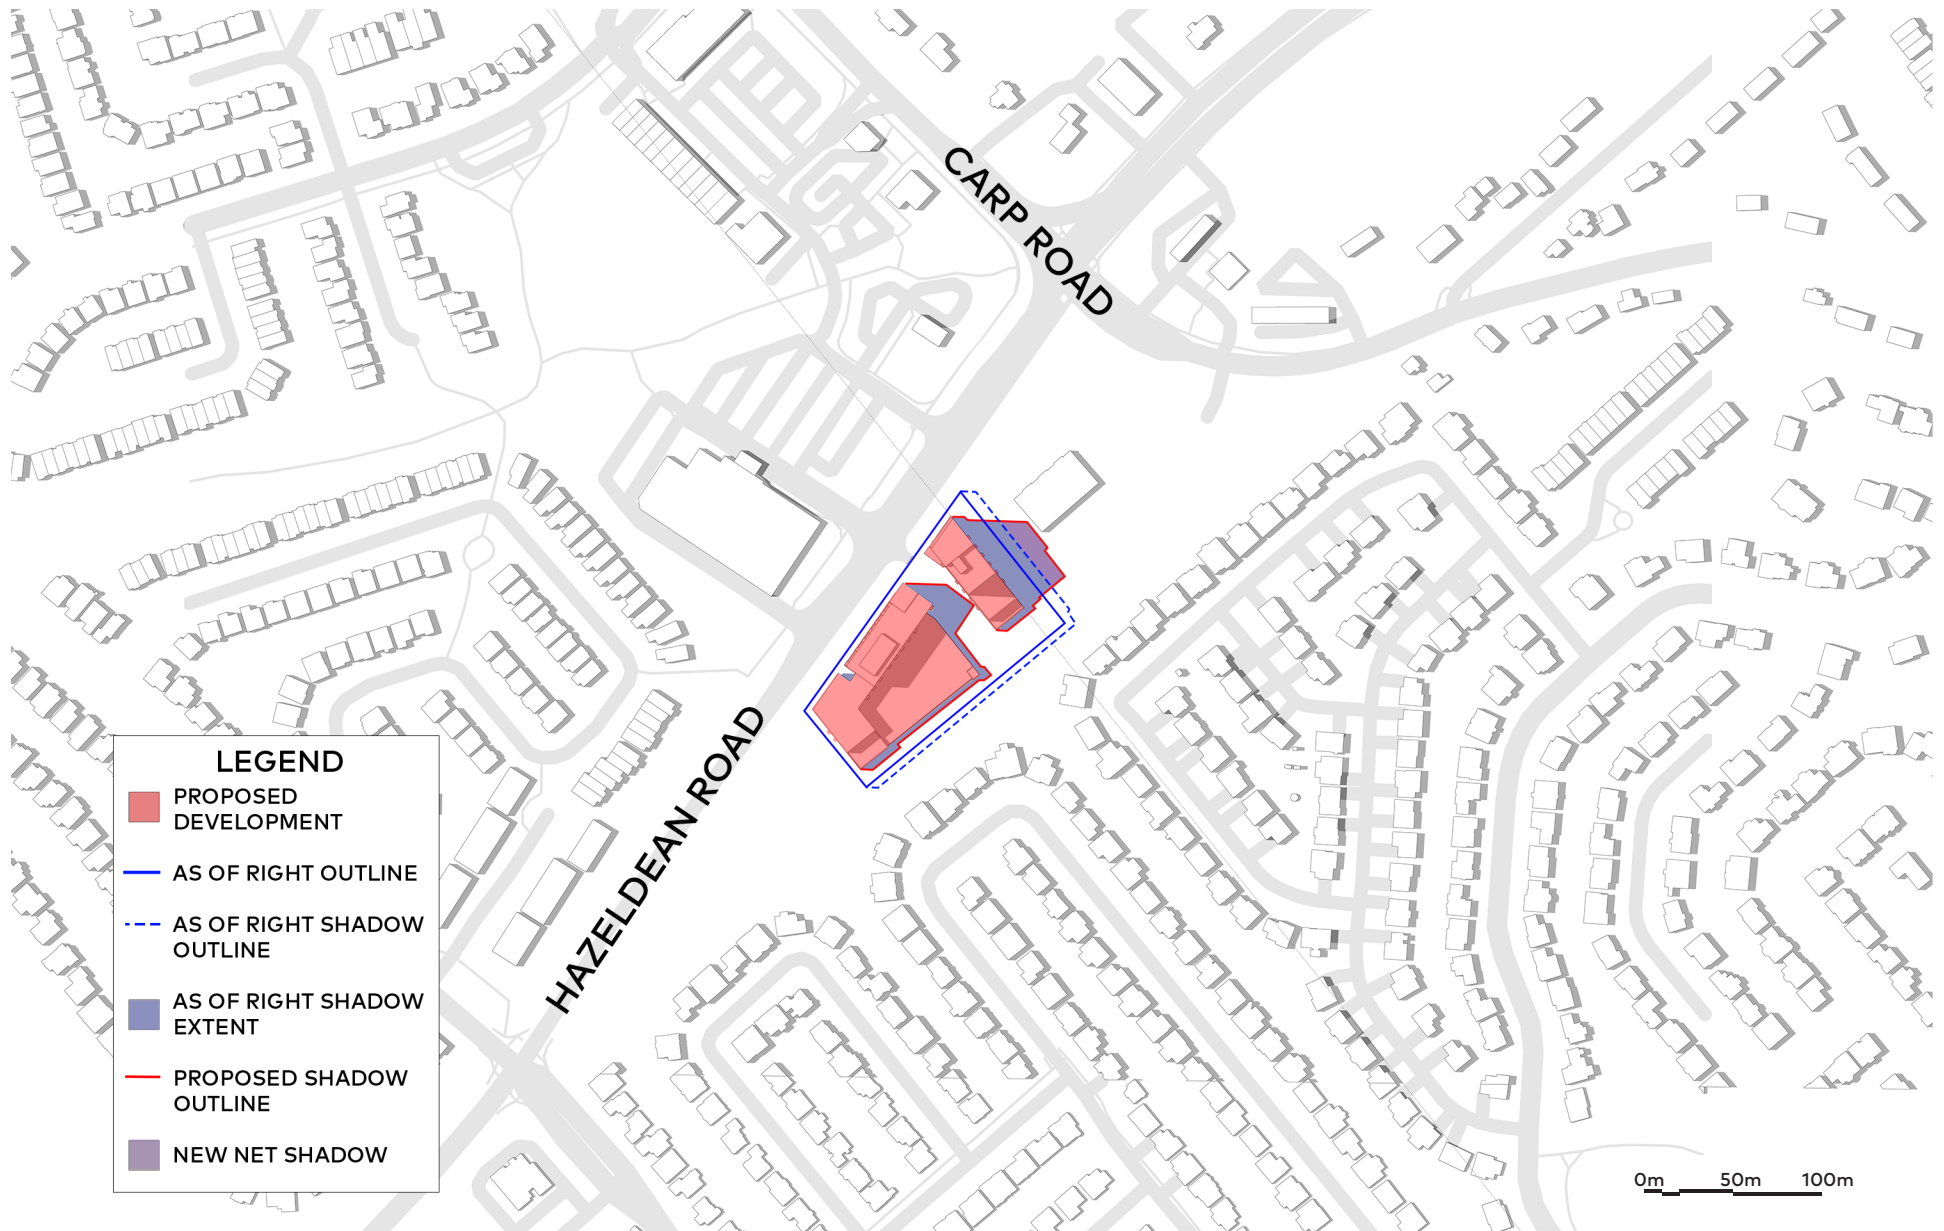 CARP ROAD
HAZELDEAN ROAD
LEGEND
PROPOSED
DEVELOPMENT
AS OF RIGHT OUTLINE
AS OF RIGHT SHADOW
OUTLINE
AS OF RIGHT SHADOW
EXTENT
PROPOSED SHADOW
OUTLINE
NEW NET SHADOW
0m 50m 100m